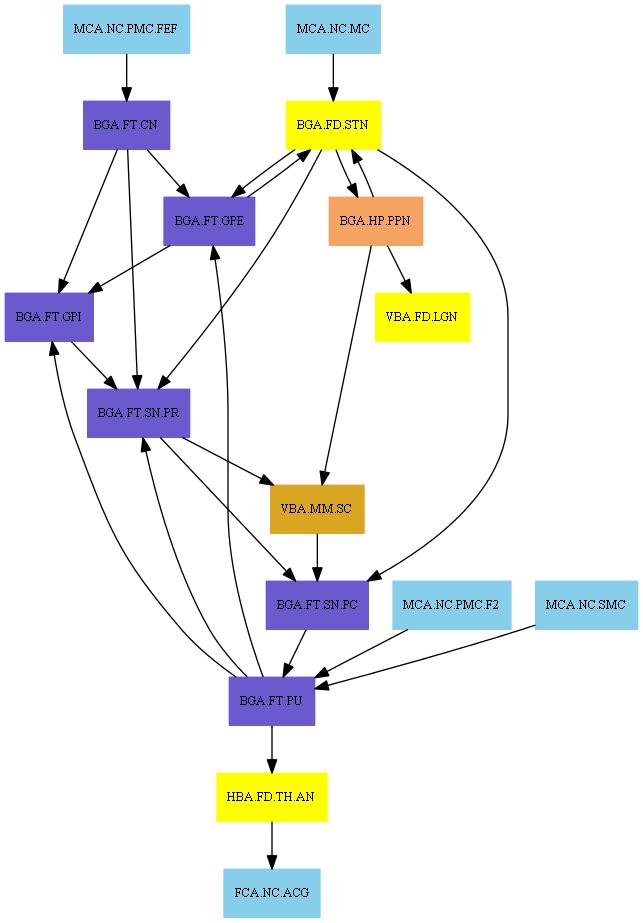 MCA.NC.PMC.FEF
MCA.NC.MC
BGA.FT.CN
BGA.FD.STN
BGA.FT.GPE
BGA.HP.PPN
BGA.FT.GPI
VBA.FD.LGN
BGA.FT.SN.PR
VBA.MM.SC
BGA.FT.SN.PC
MCA.NC.PMC.F2
MCA.NC.SMC
BGA.FT.PU
HBA.FD.TH.AN
FCA.NC.ACG